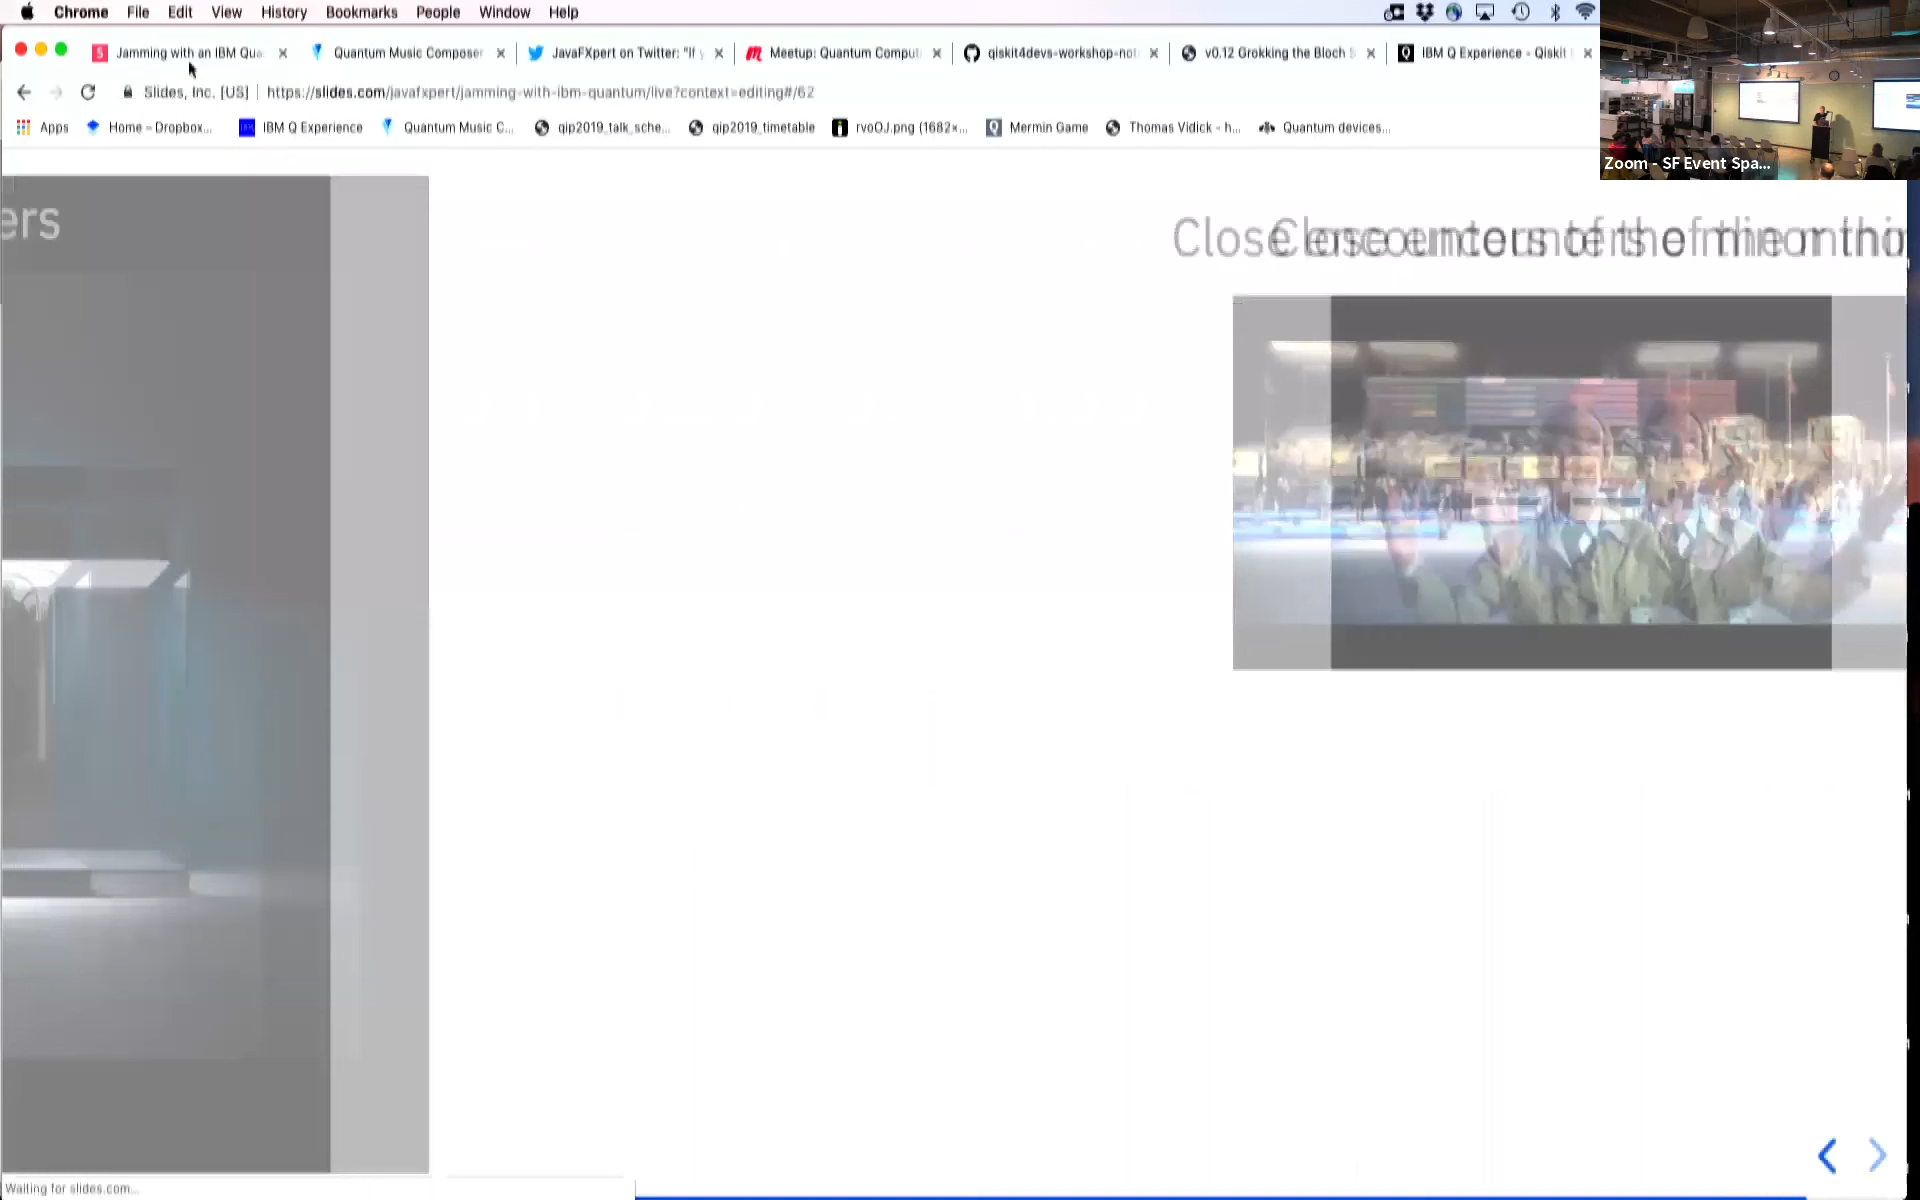 Chrome File Edit View History Bookmarks People Window Help
Jamming with an IBM Qua
Quantum Music Composer
JavaFXpert on Twitter: "If y
Meetup: Quantum Comput
qiskit4devs-workshop-not
v0.12 Grokking the Bloch S
IBM Q Experience - Qiskit
Slides, Inc. [US] https://slides.com/javafxpert/jamming-with-ibm-quantum/live?context=editing#/62
Apps Home - Dropbox... IBM Q Experience Quantum Music C... qip2019_talk_sche... qip2019_timetable rvoOJ.png (1682×... Mermin Game Thomas Vidick - h... Quantum devices...
Zoom - SF Event Spa...
ers
Waiting for slides.com...